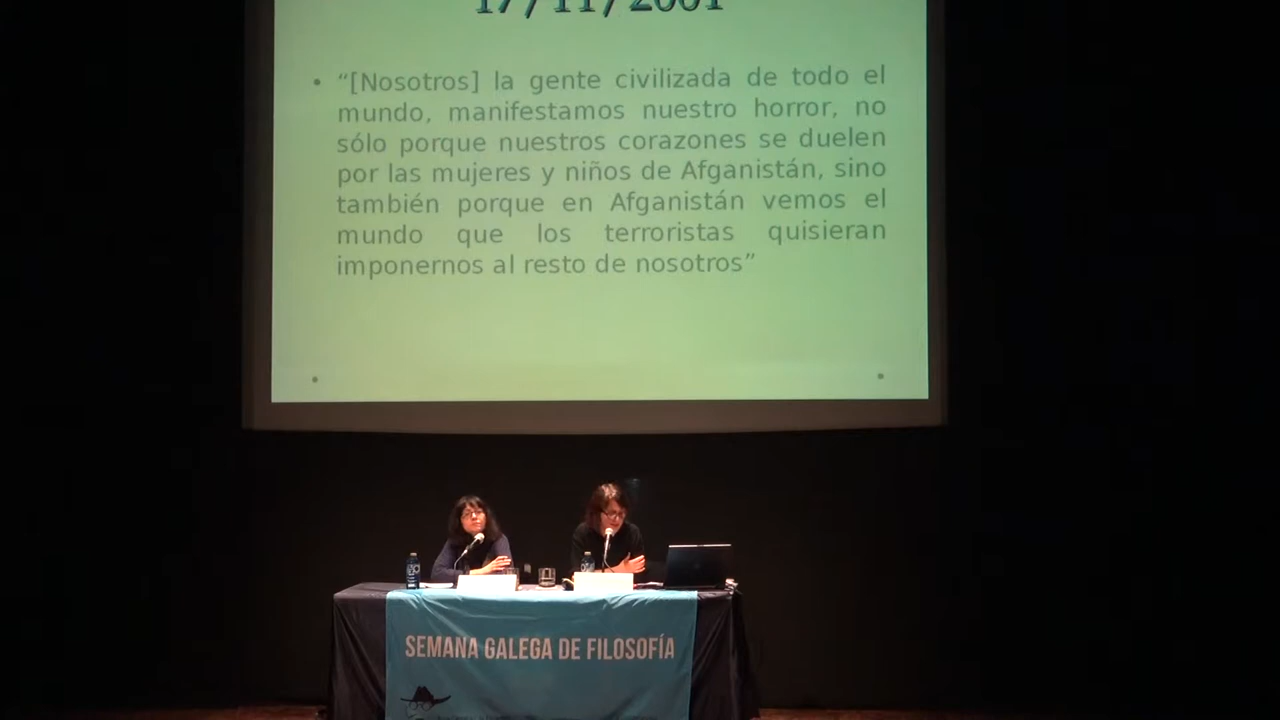 17/11/2001
• “[Nosotros] la gente civilizada de todo el
mundo, manifestamos nuestro horror, no
sólo porque nuestros corazones se duelen
por las mujeres y niños de Afganistán, sino
también porque en Afganistán vemos el
mundo que los terroristas quisieran
imponernos al resto de nosotros”
SEMANA GALEGA DE FILOSOFÍA